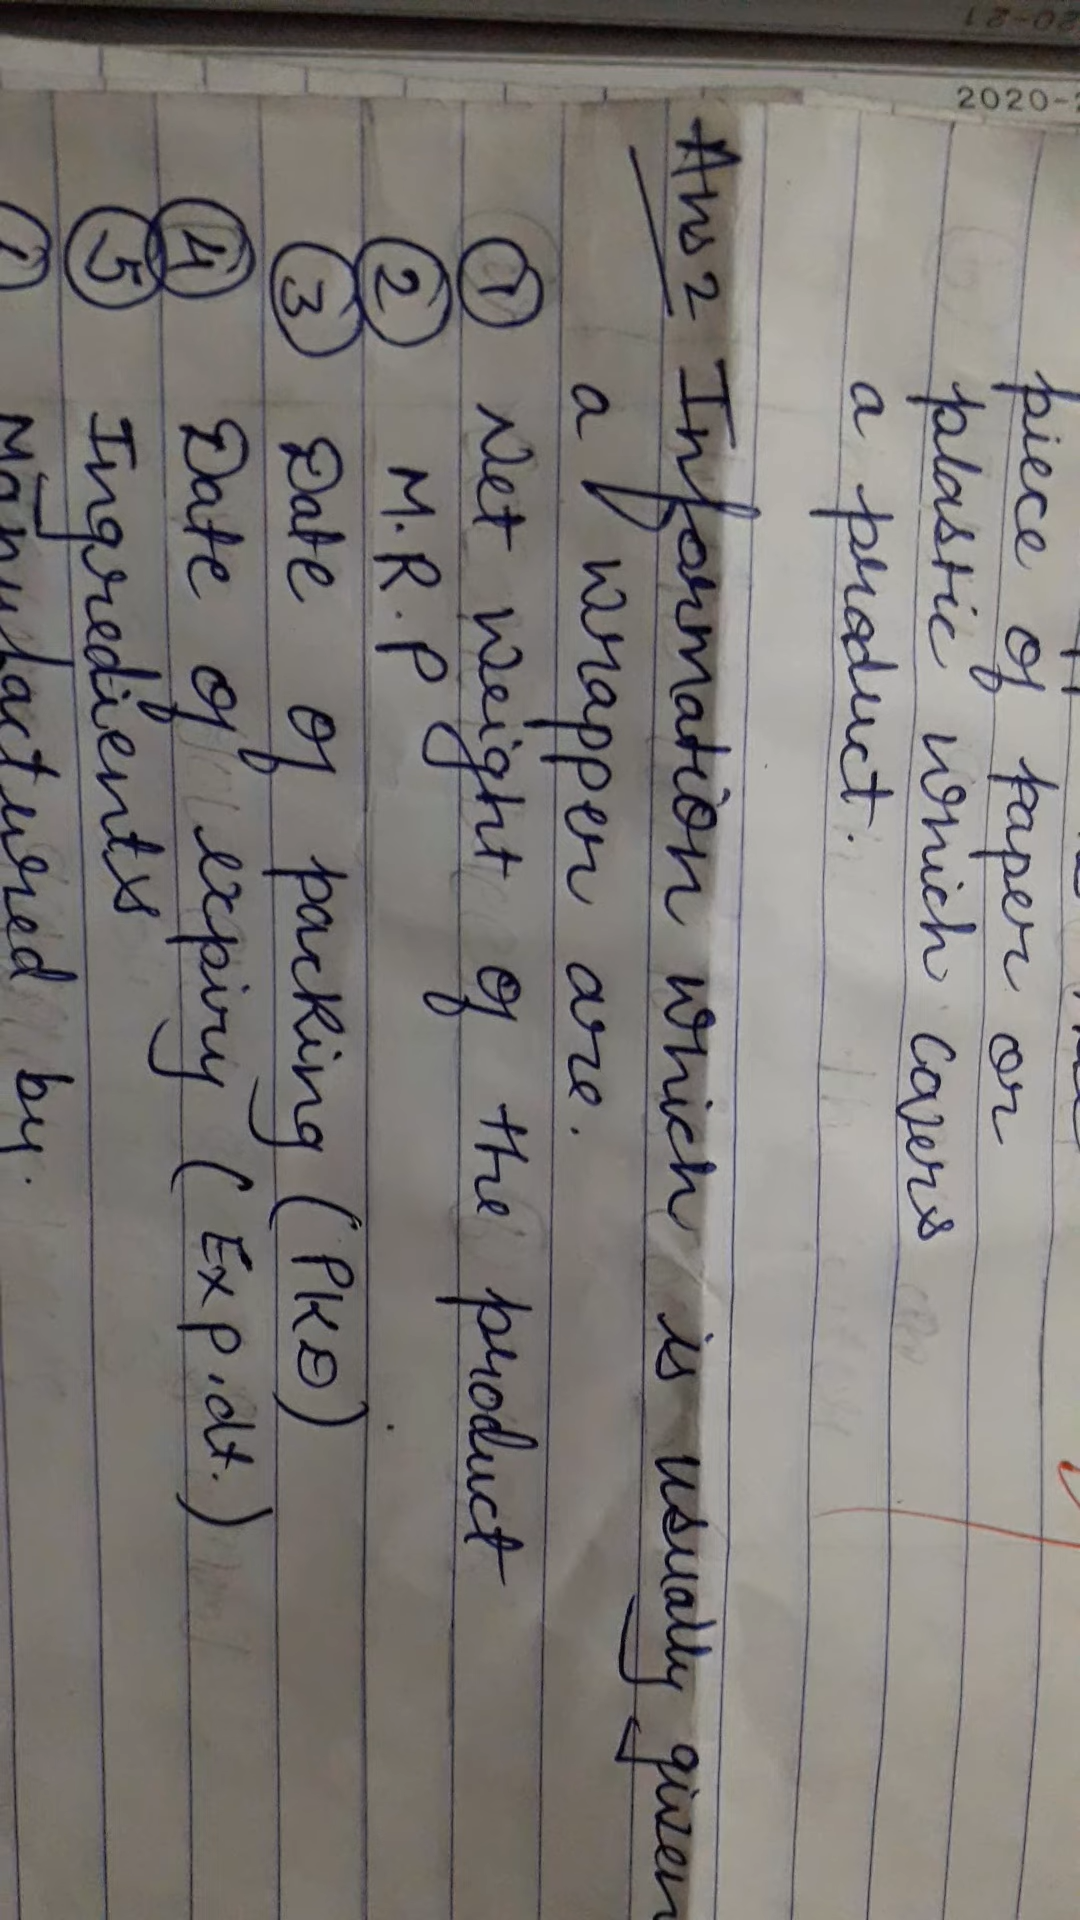 2020-2
piece of paper or
plastic which covers
a product.
Ans 2 Information which is usually given
a wrapper are.
① Net weight of the product
② M.R.P
③ Date of packing (PKD)
④ Date of expiry (Exp.dt.)
⑤ Ingredients
Manufactured by.